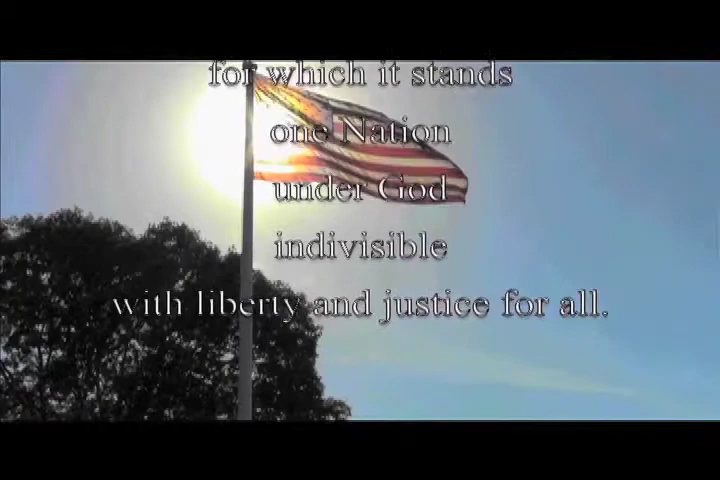 for which it stands
one Nation
under God
indivisible
with liberty and justice for all.